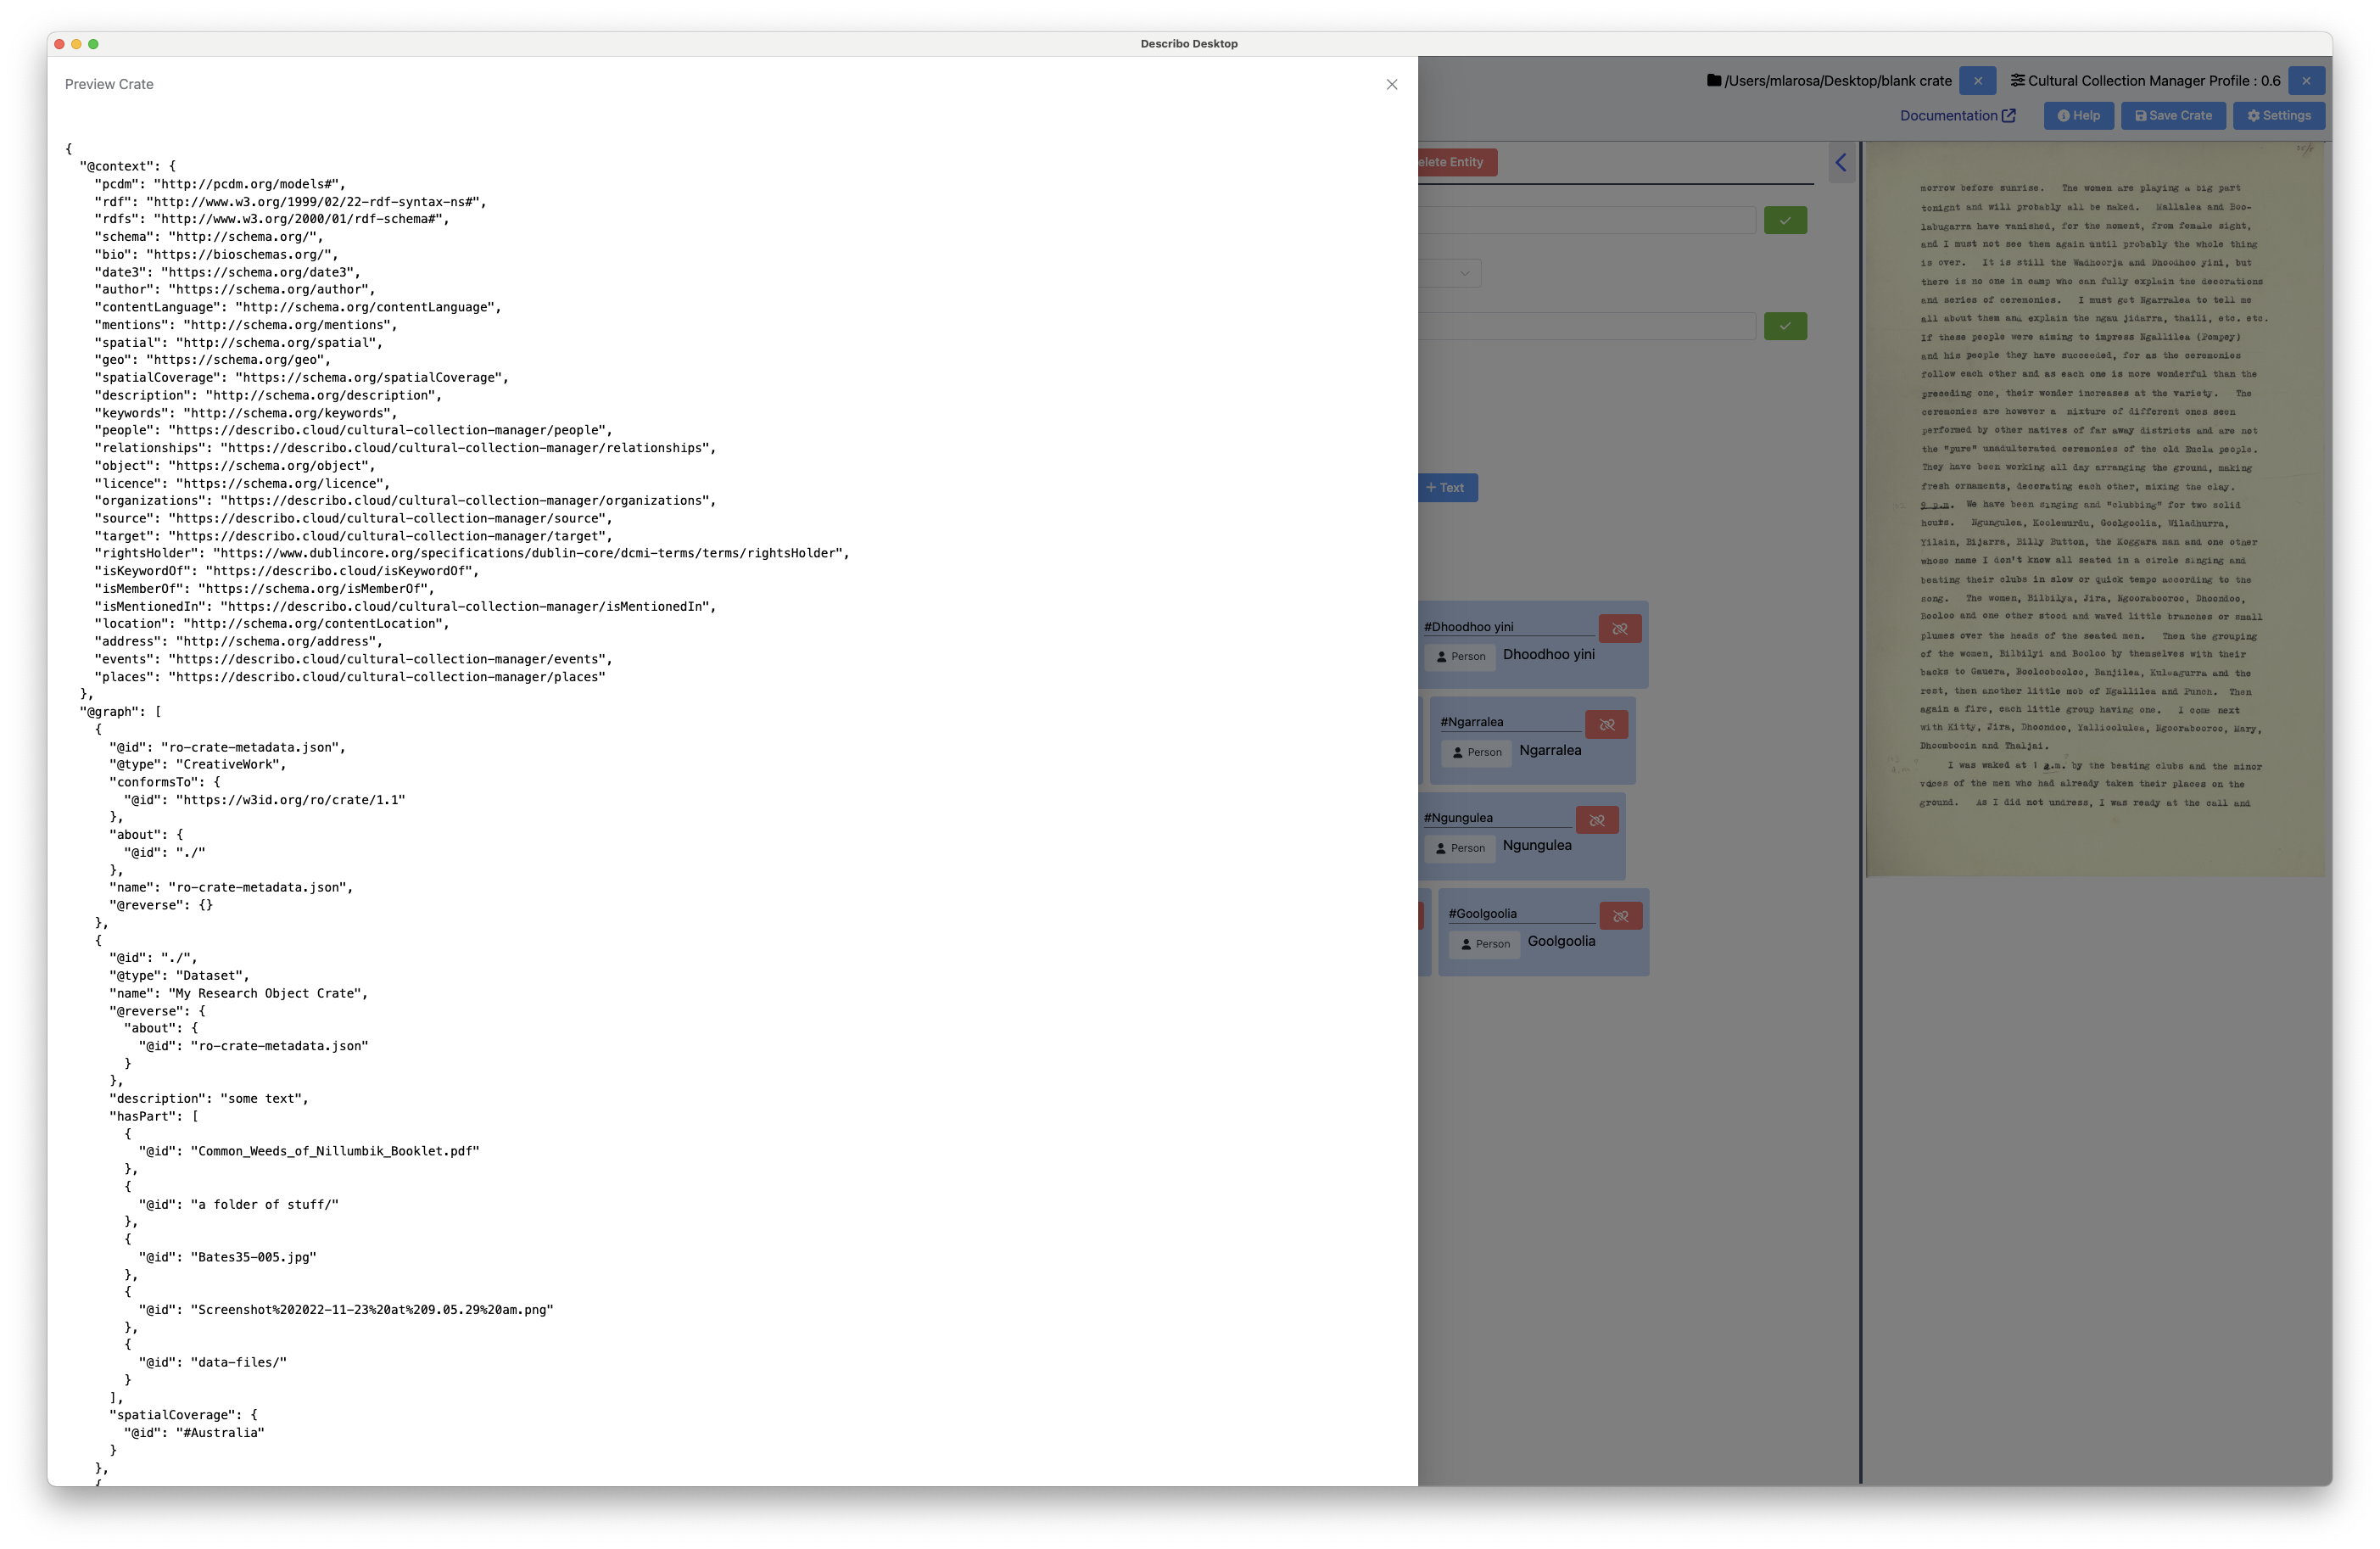 Describo Desktop
Preview Crate
{
"@context": {
"pcdm": "http://pcdm.org/models#",
"rdf": "http://www.w3.org/1999/02/22-rdf-syntax-ns#",
"rdfs": "http://www.w3.org/2000/01/rdf-schema#",
"schema": "http://schema.org/",
"bio": "https://bioschemas.org/",
"date3": "https://schema.org/date3",
"author": "https://schema.org/author",
"contentLanguage": "http://schema.org/contentLanguage",
"mentions": "http://schema.org/mentions",
"spatial": "http://schema.org/spatial",
"geo": "https://schema.org/geo",
"spatialCoverage": "https://schema.org/spatialCoverage",
"description": "http://schema.org/description",
"keywords": "http://schema.org/keywords",
"people": "https://describo.cloud/cultural-collection-manager/people",
"relationships": "https://describo.cloud/cultural-collection-manager/relationships",
"object": "https://schema.org/object",
"licence": "https://schema.org/licence",
"organizations": "https://describo.cloud/cultural-collection-manager/organizations",
"source": "https://describo.cloud/cultural-collection-manager/source",
"target": "https://describo.cloud/cultural-collection-manager/target",
"rightsHolder": "https://www.dublincore.org/specifications/dublin-core/dcmi-terms/terms/rightsHolder",
"isKeywordOf": "https://describo.cloud/isKeywordOf",
"isMemberOf": "https://schema.org/isMemberOf",
"isMentionedIn": "https://describo.cloud/cultural-collection-manager/isMentionedIn",
"location": "http://schema.org/contentLocation",
"address": "http://schema.org/address",
"events": "https://describo.cloud/cultural-collection-manager/events",
"places": "https://describo.cloud/cultural-collection-manager/places"
},
"@graph": [
{
"@id": "ro-crate-metadata.json",
"@type": "CreativeWork",
"conformsTo": {
"@id": "https://w3id.org/ro/crate/1.1"
},
"about": {
"@id": "./"
},
"name": "ro-crate-metadata.json",
"@reverse": {}
},
{
"@id": "./",
"@type": "Dataset",
"name": "My Research Object Crate",
"@reverse": {
"about": {
"@id": "ro-crate-metadata.json"
}
},
"description": "some text",
"hasPart": [
{
"@id": "Common_Weeds_of_Nillumbik_Booklet.pdf"
},
{
"@id": "a folder of stuff/"
},
{
"@id": "Bates35-005.jpg"
},
{
"@id": "Screenshot%202022-11-23%20at%209.05.29%20am.png"
},
{
"@id": "data-files/"
}
],
"spatialCoverage": {
"@id": "#Australia"
}
},
{
/Users/mlarosa/Desktop/blank crate
Cultural Collection Manager Profile : 0.6
Documentation
Help
Save Crate
Settings
elete Entity
+ Text
#Dhoodhoo yini
Person Dhoodhoo yini
#Ngarralea
Person Ngarralea
#Ngungulea
Person Ngungulea
#Goolgoolia
Person Goolgoolia
morrow before sunrise. The women are playing a big part
tonight and will probably all be naked. Mallalea and Boo-
labugarra have vanished, for the moment, from female sight,
and I must not see them again until probably the whole thing
is over. It is still the Wadhoorja and Dhoodhoo yini, but
there is no one in camp who can fully explain the decorations
and series of ceremonies. I must get Ngarralea to tell me
all about them and explain the ngau jidarra, thaili, etc. etc.
If these people were aiming to impress Ngallilea (Pompey)
and his people they have succeeded, for as the ceremonies
follow each other and as each one is more wonderful than the
preceding one, their wonder increases at the variety. The
ceremonies are however a mixture of different ones seen
performed by other natives of far away districts and are not
the "pure" unadulterated ceremonies of the old Eucla people.
They have been working all day arranging the ground, making
fresh ornaments, decorating each other, mixing the clay.
p.m. We have been singing and "clubbing" for two solid
hours. Ngungulea, Koolemurdu, Goolgoolia, Wiladhurra,
Yilain, Bijarra, Billy Button, the Koggara man and one other
whose name I don't know all seated in a circle singing and
beating their clubs in slow or quick tempo according to the
song. The women, Bilbilya, Jira, Ngoorabooroo, Dhoondoo,
Booloo and one other stood and waved little branches or small
plumes over the heads of the seated men. Then the grouping
of the women, Bilbilyi and Booloo by themselves with their
backs to Gauera, Booloobooloo, Banjilea, Kulaagurra and the
rest, then another little mob of Ngallilea and Punch. Then
again a fire, each little group having one. I come next
with Kitty, Jira, Dhoondoo, Yallioolulea, Ngoorabooroo, Mary,
Dhoombooin and Thaljai.
I was waked at 1 a.m. by the beating clubs and the minor
voices of the men who had already taken their places on the
ground. As I did not undress, I was ready at the call and